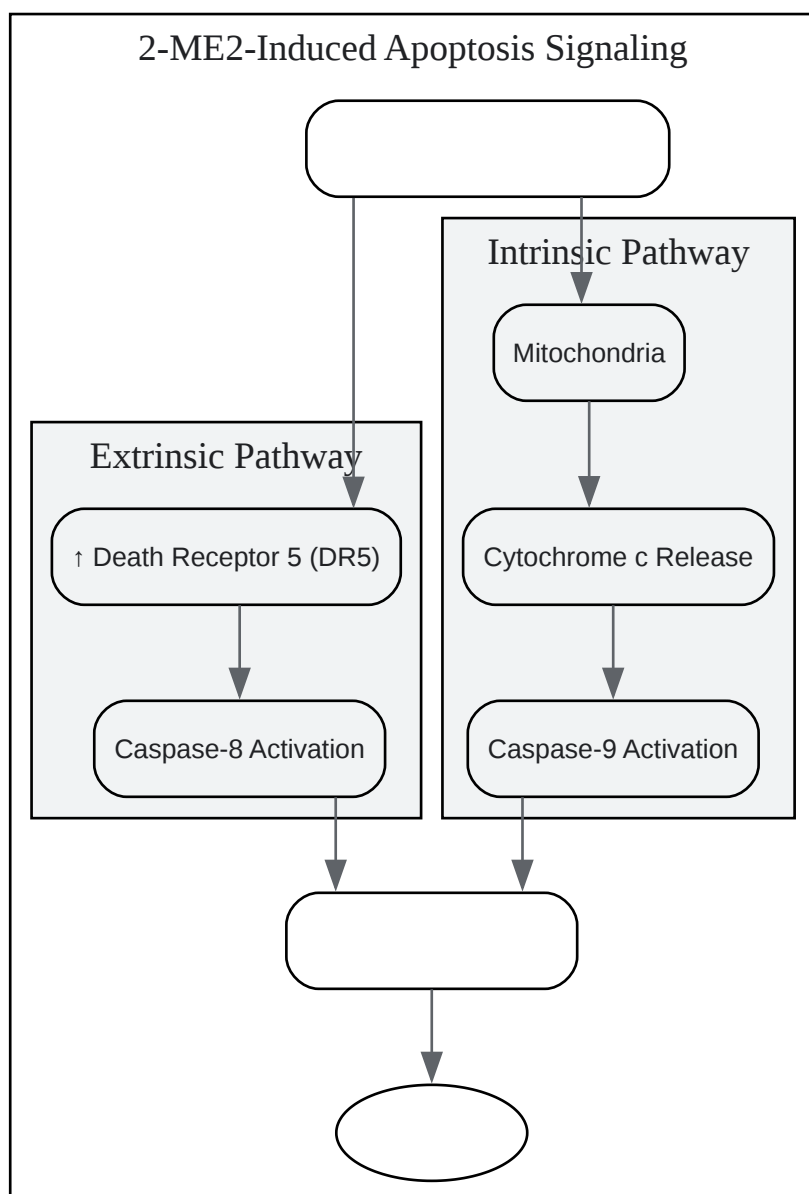 2-ME2-Induced Apoptosis Signaling
Intrinsic Pathway
Mitochondria
Extrinsic Pathway
↑ Death Receptor 5 (DR5)
Cytochrome c Release
Caspase-8 Activation
Caspase-9 Activation